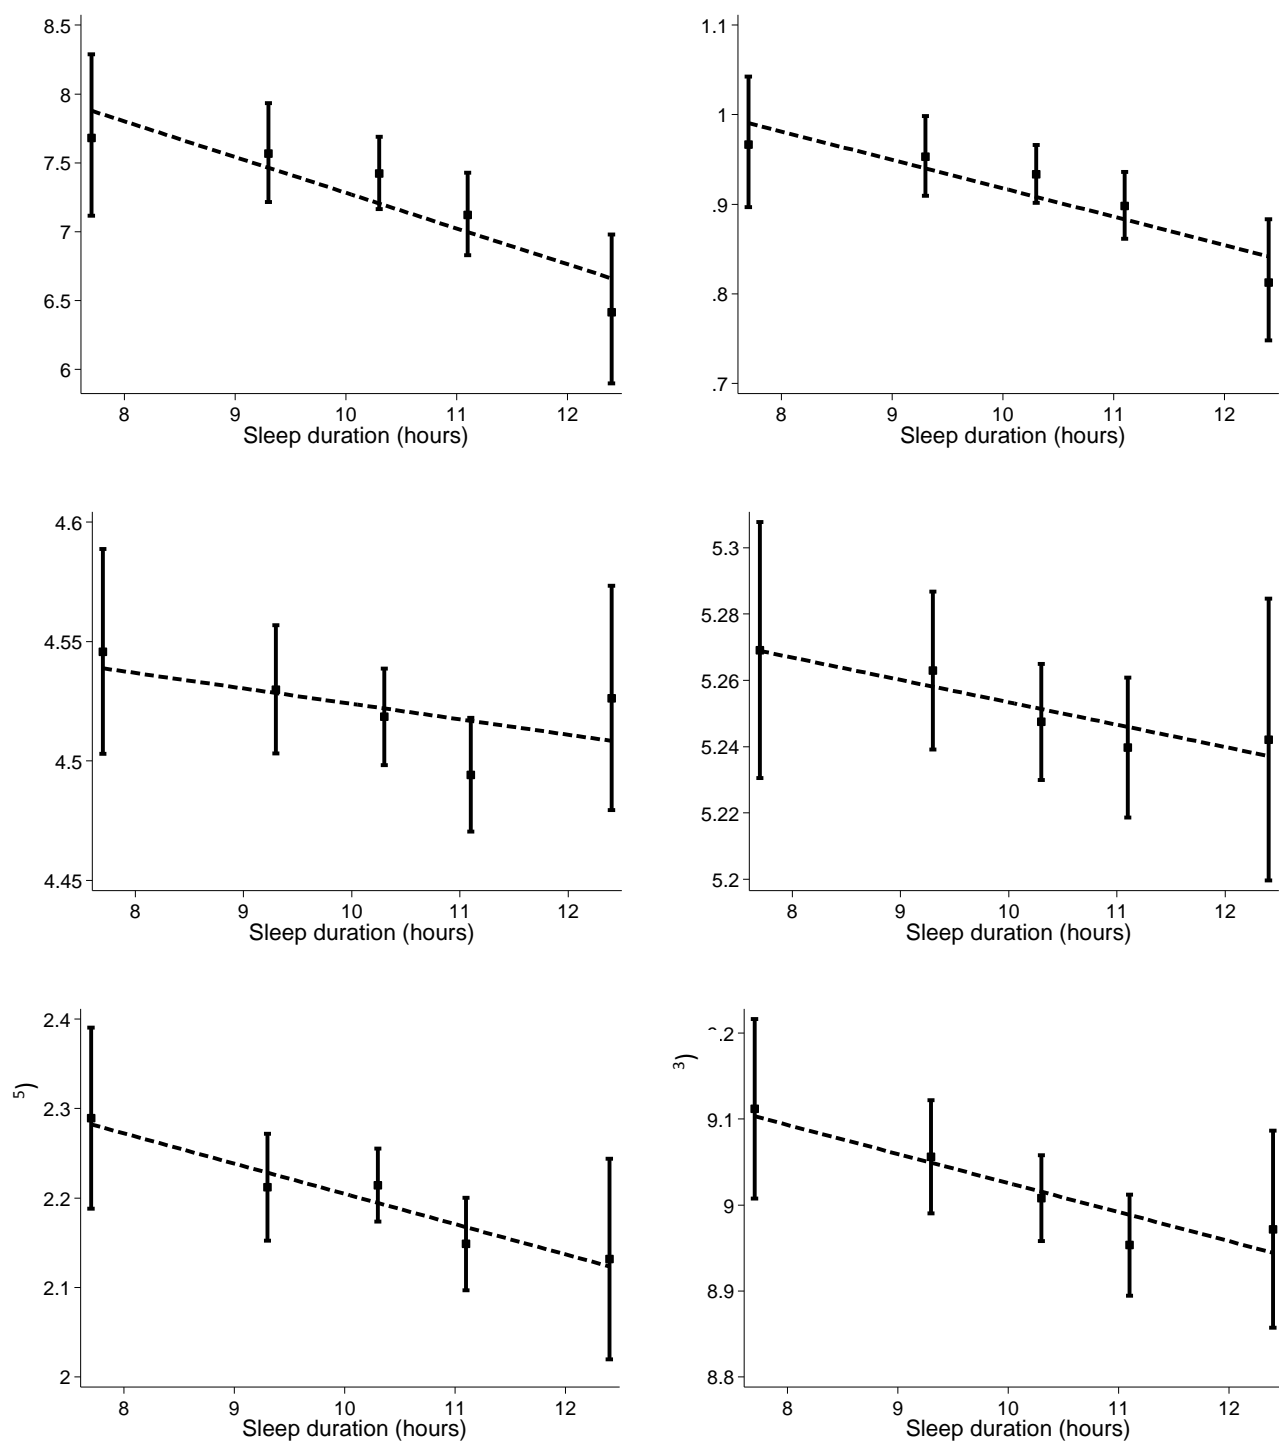 8.5
8
7.5
7
6.5
6
8 9 10 11 12
Sleep duration (hours)
1.1
1
.9
.8
.7
8 9 10 11 12
Sleep duration (hours)
4.6
4.55
4.5
4.45
8 9 10 11 12
Sleep duration (hours)
5.3
5.28
5.26
5.24
5.22
5.2
8 9 10 11 12
Sleep duration (hours)
5)
2.4
2.3
2.2
2.1
2
8 9 10 11 12
Sleep duration (hours)
3)
.2
9.1
9
8.9
8.8
8 9 10 11 12
Sleep duration (hours)